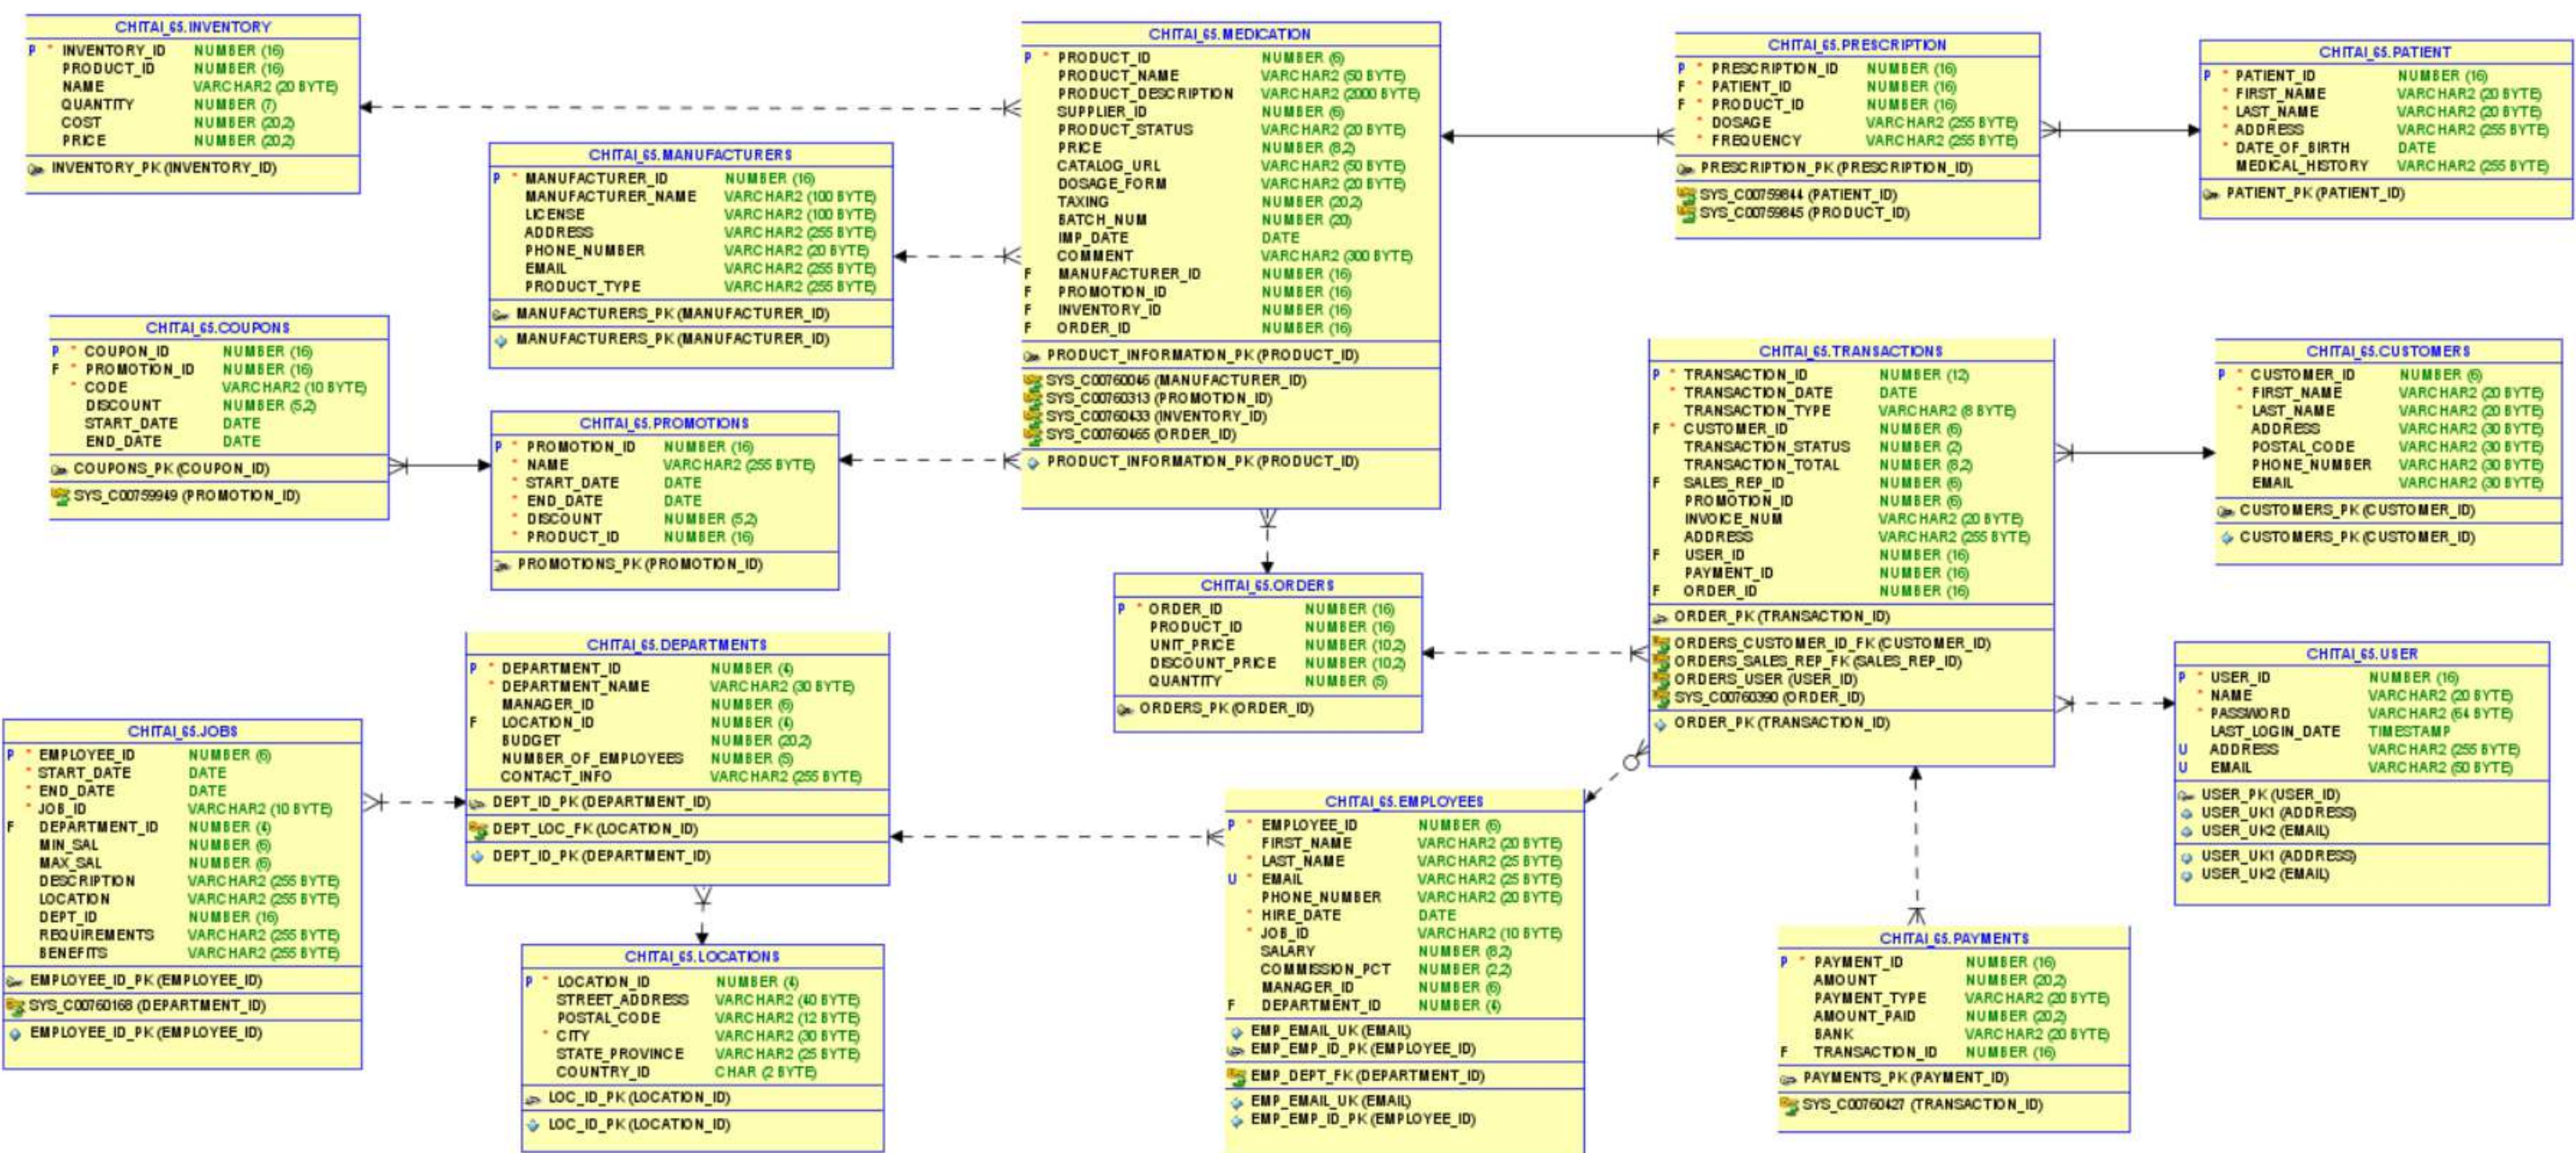 CHITAI_65.INVENTORY
P * INVENTORY_ID NUMBER (16)
PRODUCT_ID NUMBER (16)
NAME VARCHAR2 (20 BYTE)
QUANTITY NUMBER (7)
COST NUMBER (20,2)
PRICE NUMBER (20,2)
INVENTORY_PK (INVENTORY_ID)
CHITAI_65.MANUFACTURERS
P * MANUFACTURER_ID NUMBER (16)
MANUFACTURER_NAME VARCHAR2 (100 BYTE)
LICENSE VARCHAR2 (100 BYTE)
ADDRESS VARCHAR2 (255 BYTE)
PHONE_NUMBER VARCHAR2 (20 BYTE)
EMAIL VARCHAR2 (255 BYTE)
PRODUCT_TYPE VARCHAR2 (255 BYTE)
MANUFACTURERS_PK (MANUFACTURER_ID)
MANUFACTURERS_PK (MANUFACTURER_ID)
CHITAI_65.MEDICATION
P * PRODUCT_ID NUMBER (6)
PRODUCT_NAME VARCHAR2 (50 BYTE)
PRODUCT_DESCRIPTION VARCHAR2 (2000 BYTE)
SUPPLIER_ID NUMBER (6)
PRODUCT_STATUS VARCHAR2 (20 BYTE)
PRICE NUMBER (8,2)
CATALOG_URL VARCHAR2 (50 BYTE)
DOSAGE_FORM VARCHAR2 (20 BYTE)
TAXING NUMBER (20,2)
BATCH_NUM NUMBER (20)
IMP_DATE DATE
COMMENT VARCHAR2 (300 BYTE)
F MANUFACTURER_ID NUMBER (16)
F PROMOTION_ID NUMBER (16)
F INVENTORY_ID NUMBER (16)
F ORDER_ID NUMBER (16)
PRODUCT_INFORMATION_PK (PRODUCT_ID)
SYS_C00760046 (MANUFACTURER_ID)
SYS_C00760313 (PROMOTION_ID)
SYS_C00760433 (INVENTORY_ID)
SYS_C00760465 (ORDER_ID)
PRODUCT_INFORMATION_PK (PRODUCT_ID)
CHITAI_65.PRESCRIPTION
P * PRESCRIPTION_ID NUMBER (16)
F * PATIENT_ID NUMBER (16)
F * PRODUCT_ID NUMBER (16)
* DOSAGE VARCHAR2 (255 BYTE)
* FREQUENCY VARCHAR2 (255 BYTE)
PRESCRIPTION_PK (PRESCRIPTION_ID)
SYS_C00759844 (PATIENT_ID)
SYS_C00759845 (PRODUCT_ID)
CHITAI_65.PATIENT
P * PATIENT_ID NUMBER (16)
* FIRST_NAME VARCHAR2 (20 BYTE)
* LAST_NAME VARCHAR2 (20 BYTE)
* ADDRESS VARCHAR2 (255 BYTE)
* DATE_OF_BIRTH DATE
MEDICAL_HISTORY VARCHAR2 (255 BYTE)
PATIENT_PK (PATIENT_ID)
CHITAI_65.COUPONS
P * COUPON_ID NUMBER (16)
F * PROMOTION_ID NUMBER (16)
* CODE VARCHAR2 (10 BYTE)
DISCOUNT NUMBER (5,2)
START_DATE DATE
END_DATE DATE
COUPONS_PK (COUPON_ID)
SYS_C00759949 (PROMOTION_ID)
CHITAI_65.PROMOTIONS
P * PROMOTION_ID NUMBER (16)
* NAME VARCHAR2 (255 BYTE)
* START_DATE DATE
* END_DATE DATE
* DISCOUNT NUMBER (5,2)
* PRODUCT_ID NUMBER (16)
PROMOTIONS_PK (PROMOTION_ID)
CHITAI_65.TRANSACTIONS
P * TRANSACTION_ID NUMBER (12)
* TRANSACTION_DATE DATE
TRANSACTION_TYPE VARCHAR2 (8 BYTE)
F * CUSTOMER_ID NUMBER (6)
TRANSACTION_STATUS NUMBER (2)
TRANSACTION_TOTAL NUMBER (8,2)
F SALES_REP_ID NUMBER (6)
PROMOTION_ID NUMBER (6)
INVOICE_NUM VARCHAR2 (20 BYTE)
ADDRESS VARCHAR2 (255 BYTE)
F USER_ID NUMBER (16)
PAYMENT_ID NUMBER (16)
F ORDER_ID NUMBER (16)
ORDER_PK (TRANSACTION_ID)
ORDERS_CUSTOMER_ID_FK (CUSTOMER_ID)
ORDERS_SALES_REP_FK (SALES_REP_ID)
ORDERS_USER (USER_ID)
SYS_C00760390 (ORDER_ID)
ORDER_PK (TRANSACTION_ID)
CHITAI_65.CUSTOMERS
P * CUSTOMER_ID NUMBER (6)
* FIRST_NAME VARCHAR2 (20 BYTE)
* LAST_NAME VARCHAR2 (20 BYTE)
ADDRESS VARCHAR2 (30 BYTE)
POSTAL_CODE VARCHAR2 (30 BYTE)
PHONE_NUMBER VARCHAR2 (30 BYTE)
EMAIL VARCHAR2 (30 BYTE)
CUSTOMERS_PK (CUSTOMER_ID)
CUSTOMERS_PK (CUSTOMER_ID)
CHITAI_65.ORDERS
P * ORDER_ID NUMBER (16)
PRODUCT_ID NUMBER (16)
UNIT_PRICE NUMBER (10,2)
DISCOUNT_PRICE NUMBER (10,2)
QUANTITY NUMBER (5)
ORDERS_PK (ORDER_ID)
CHITAI_65.DEPARTMENTS
P * DEPARTMENT_ID NUMBER (4)
* DEPARTMENT_NAME VARCHAR2 (30 BYTE)
MANAGER_ID NUMBER (6)
F LOCATION_ID NUMBER (4)
BUDGET NUMBER (20,2)
NUMBER_OF_EMPLOYEES NUMBER (5)
CONTACT_INFO VARCHAR2 (255 BYTE)
DEPT_ID_PK (DEPARTMENT_ID)
DEPT_LOC_FK (LOCATION_ID)
DEPT_ID_PK (DEPARTMENT_ID)
CHITAI_65.USER
P * USER_ID NUMBER (16)
* NAME VARCHAR2 (20 BYTE)
* PASSWORD VARCHAR2 (64 BYTE)
LAST_LOGIN_DATE TIMESTAMP
U ADDRESS VARCHAR2 (255 BYTE)
U EMAIL VARCHAR2 (50 BYTE)
USER_PK (USER_ID)
USER_UK1 (ADDRESS)
USER_UK2 (EMAIL)
USER_UK1 (ADDRESS)
USER_UK2 (EMAIL)
CHITAI_65.JOBS
P * EMPLOYEE_ID NUMBER (6)
* START_DATE DATE
* END_DATE DATE
* JOB_ID VARCHAR2 (10 BYTE)
F DEPARTMENT_ID NUMBER (4)
MIN_SAL NUMBER (6)
MAX_SAL NUMBER (6)
DESCRIPTION VARCHAR2 (255 BYTE)
LOCATION VARCHAR2 (255 BYTE)
DEPT_ID NUMBER (16)
REQUIREMENTS VARCHAR2 (255 BYTE)
BENEFITS VARCHAR2 (255 BYTE)
EMPLOYEE_ID_PK (EMPLOYEE_ID)
SYS_C00760168 (DEPARTMENT_ID)
EMPLOYEE_ID_PK (EMPLOYEE_ID)
CHITAI_65.LOCATIONS
P * LOCATION_ID NUMBER (4)
STREET_ADDRESS VARCHAR2 (40 BYTE)
POSTAL_CODE VARCHAR2 (12 BYTE)
* CITY VARCHAR2 (30 BYTE)
STATE_PROVINCE VARCHAR2 (25 BYTE)
COUNTRY_ID CHAR (2 BYTE)
LOC_ID_PK (LOCATION_ID)
LOC_ID_PK (LOCATION_ID)
CHITAI_65.EMPLOYEES
P * EMPLOYEE_ID NUMBER (6)
FIRST_NAME VARCHAR2 (20 BYTE)
* LAST_NAME VARCHAR2 (25 BYTE)
U * EMAIL VARCHAR2 (25 BYTE)
PHONE_NUMBER VARCHAR2 (20 BYTE)
* HIRE_DATE DATE
* JOB_ID VARCHAR2 (10 BYTE)
SALARY NUMBER (8,2)
COMMISSION_PCT NUMBER (2,2)
MANAGER_ID NUMBER (6)
F DEPARTMENT_ID NUMBER (4)
EMP_EMAIL_UK (EMAIL)
EMP_EMP_ID_PK (EMPLOYEE_ID)
EMP_DEPT_FK (DEPARTMENT_ID)
EMP_EMAIL_UK (EMAIL)
EMP_EMP_ID_PK (EMPLOYEE_ID)
CHITAI_65.PAYMENTS
P * PAYMENT_ID NUMBER (16)
AMOUNT NUMBER (20,2)
PAYMENT_TYPE VARCHAR2 (20 BYTE)
AMOUNT_PAID NUMBER (20,2)
BANK VARCHAR2 (20 BYTE)
F TRANSACTION_ID NUMBER (16)
PAYMENTS_PK (PAYMENT_ID)
SYS_C00760427 (TRANSACTION_ID)